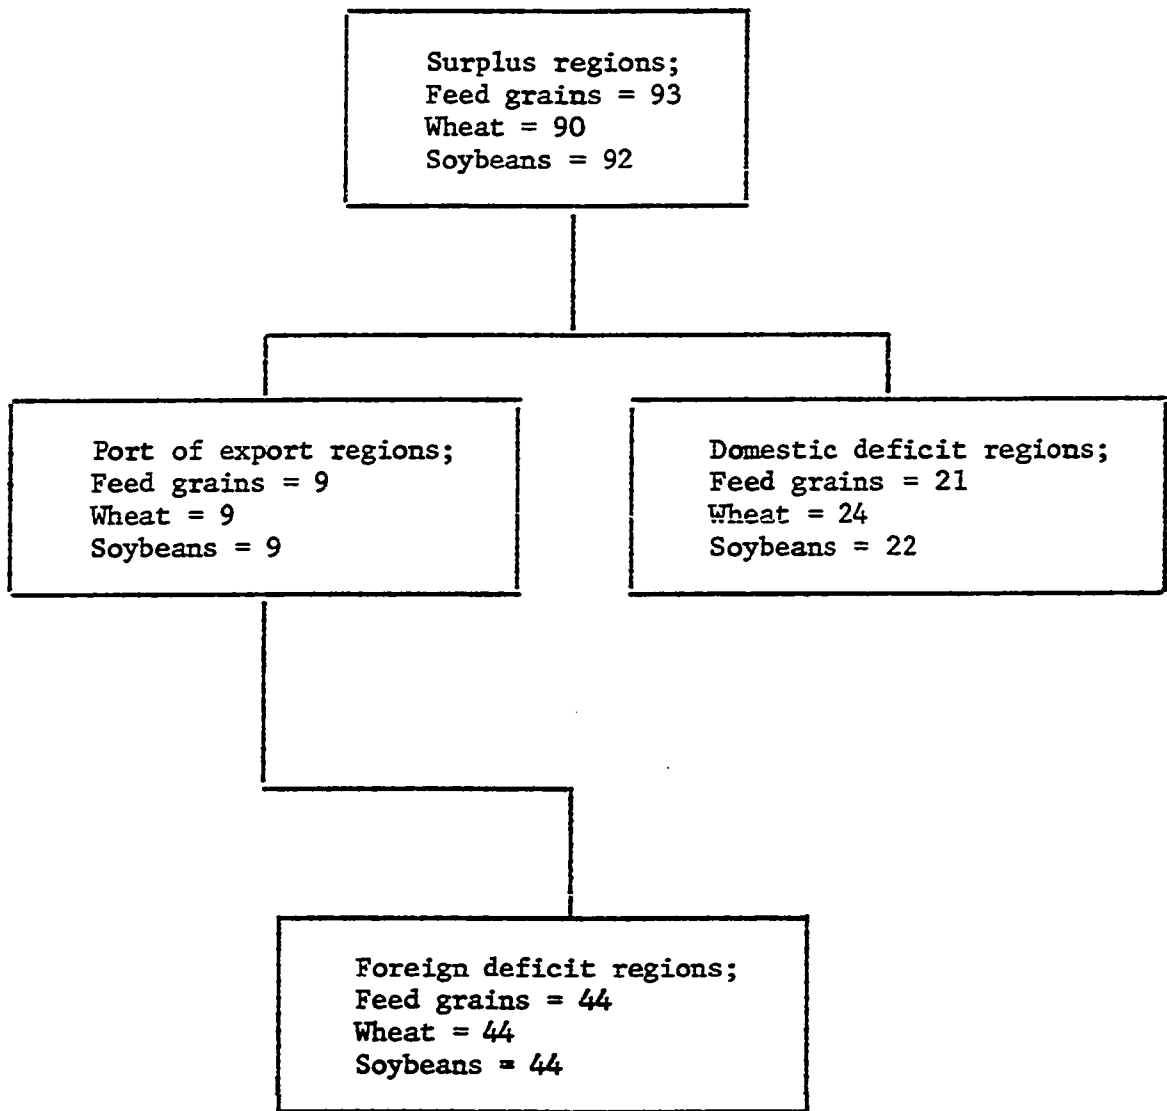 Surplus regions;
Feed grains = 93
Wheat = 90
Soybeans = 92
Port of export regions;
Feed grains = 9
Wheat = 9
Soybeans = 9
Domestic deficit regions;
Feed grains = 21
Wheat = 24
Soybeans = 22
Foreign deficit regions;
Feed grains = 44
Wheat = 44
Soybeans = 44